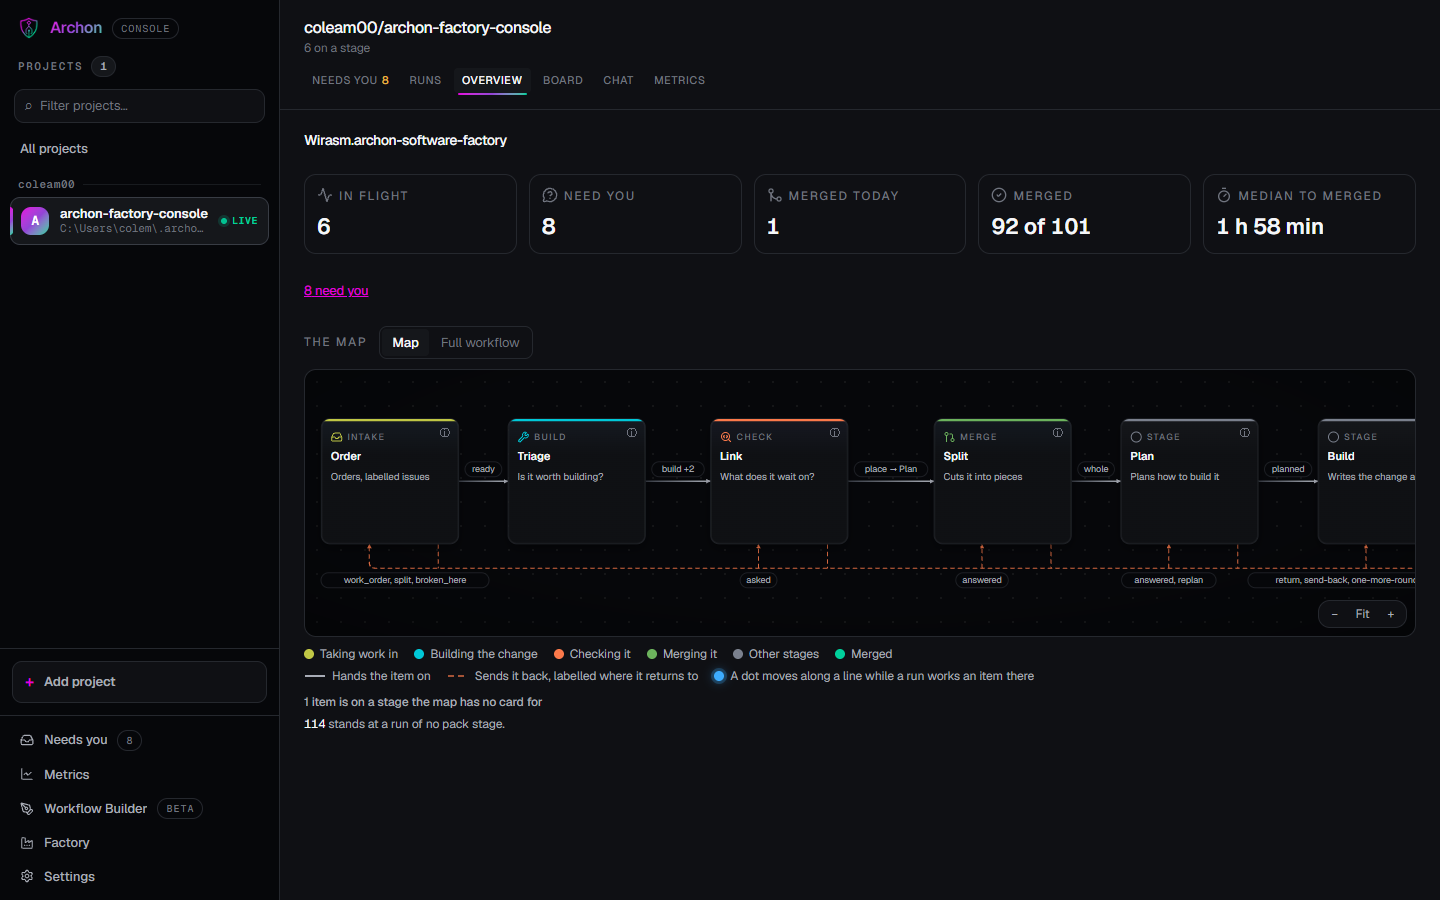 Archon CONSOLE
PROJECTS 1
Filter projects...
All projects
coleam00
A archon-factory-console LIVE
C:\Users\colem\.archo…
Add project
Needs you 8
Metrics
Workflow Builder BETA
Factory
Settings
coleam00/archon-factory-console
6 on a stage
NEEDS YOU 8 RUNS OVERVIEW BOARD CHAT METRICS
Wirasm.archon-software-factory
IN FLIGHT
6
NEED YOU
8
MERGED TODAY
1
MERGED
92 of 101
MEDIAN TO MERGED
1 h 58 min
8 need you
THE MAP Map Full workflow
INTAKE
Order
Orders, labelled issues
ready
BUILD
Triage
Is it worth building?
build +2
CHECK
Link
What does it wait on?
place → Plan
MERGE
Split
Cuts it into pieces
whole
STAGE
Plan
Plans how to build it
planned
STAGE
Build
Writes the change a
work_order, split, broken_here
asked
answered
answered, replan
return, send-back, one-more-round
− Fit +
Taking work in Building the change Checking it Merging it Other stages Merged
Hands the item on Sends it back, labelled where it returns to A dot moves along a line while a run works an item there
1 item is on a stage the map has no card for
114 stands at a run of no pack stage.